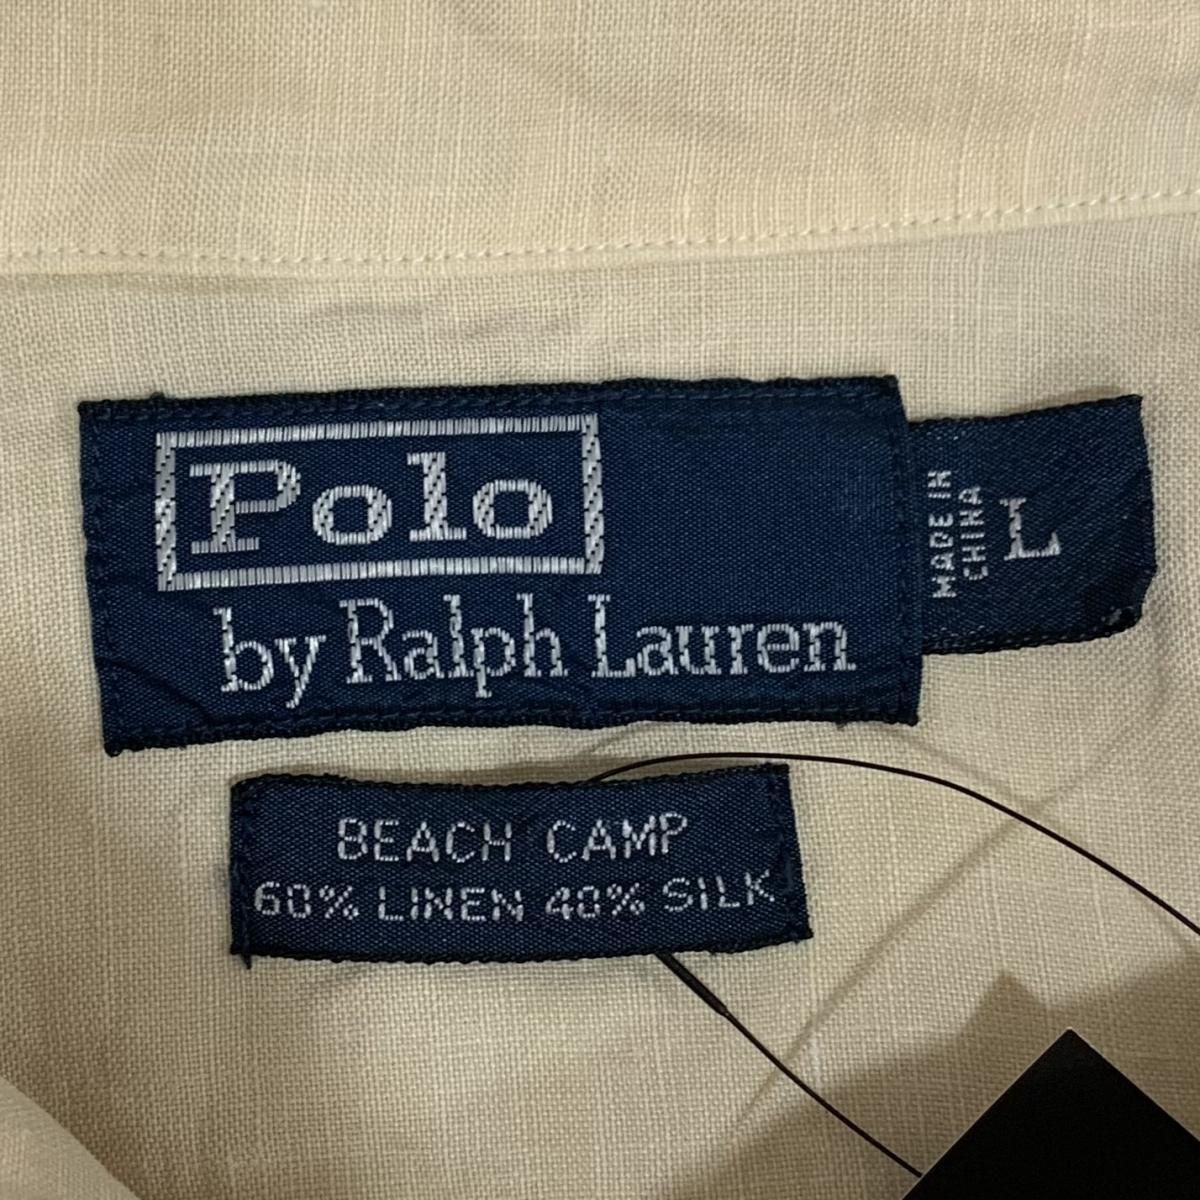 Polo
by Ralph Lauren
MADE IN
CHINA
L
BEACH CAMP
60% LINEN 40% SILK